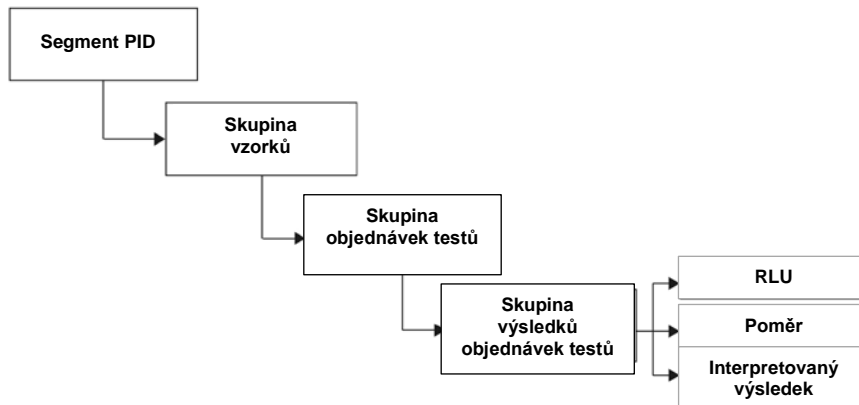 Segment PID
Skupina
vzorků
Skupina
objednávek testů
Skupina
výsledků
objednávek testů
RLU
Poměr
Interpretovaný
výsledek